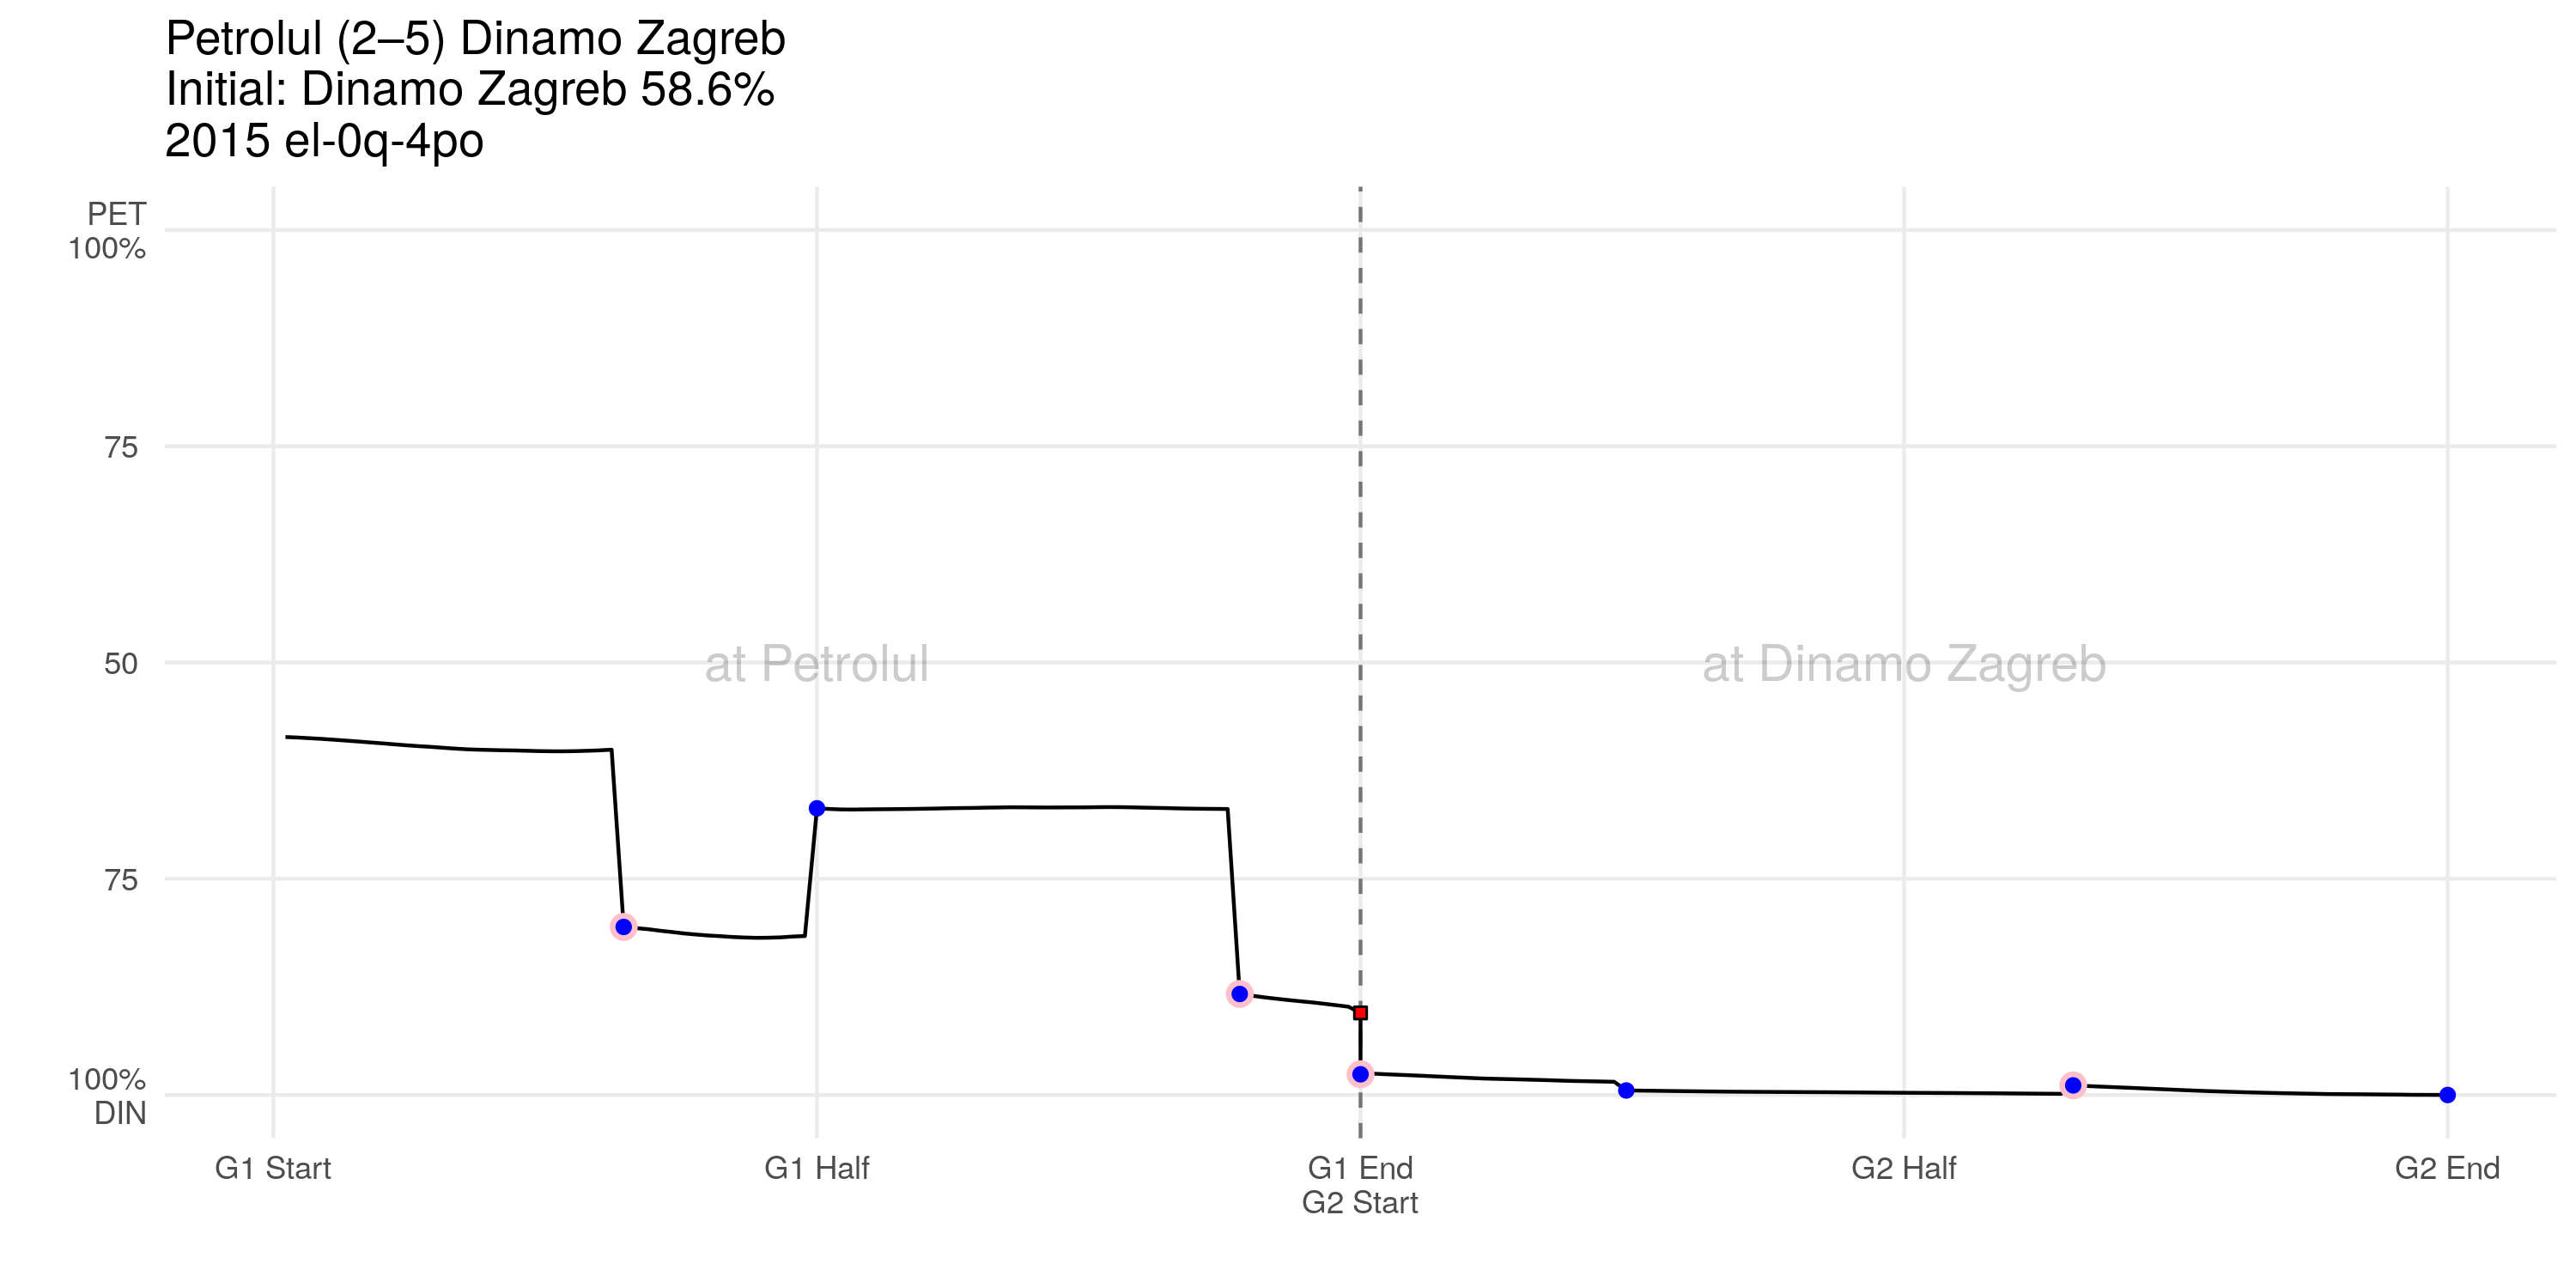 Petrolul (2–5) Dinamo Zagreb
Initial: Dinamo Zagreb 58.6%
2015 el-0q-4po
PET
100%
75
50
75
100%
DIN
at Petrolul
at Dinamo Zagreb
G1 Start
G1 Half
G1 End
G2 Start
G2 Half
G2 End